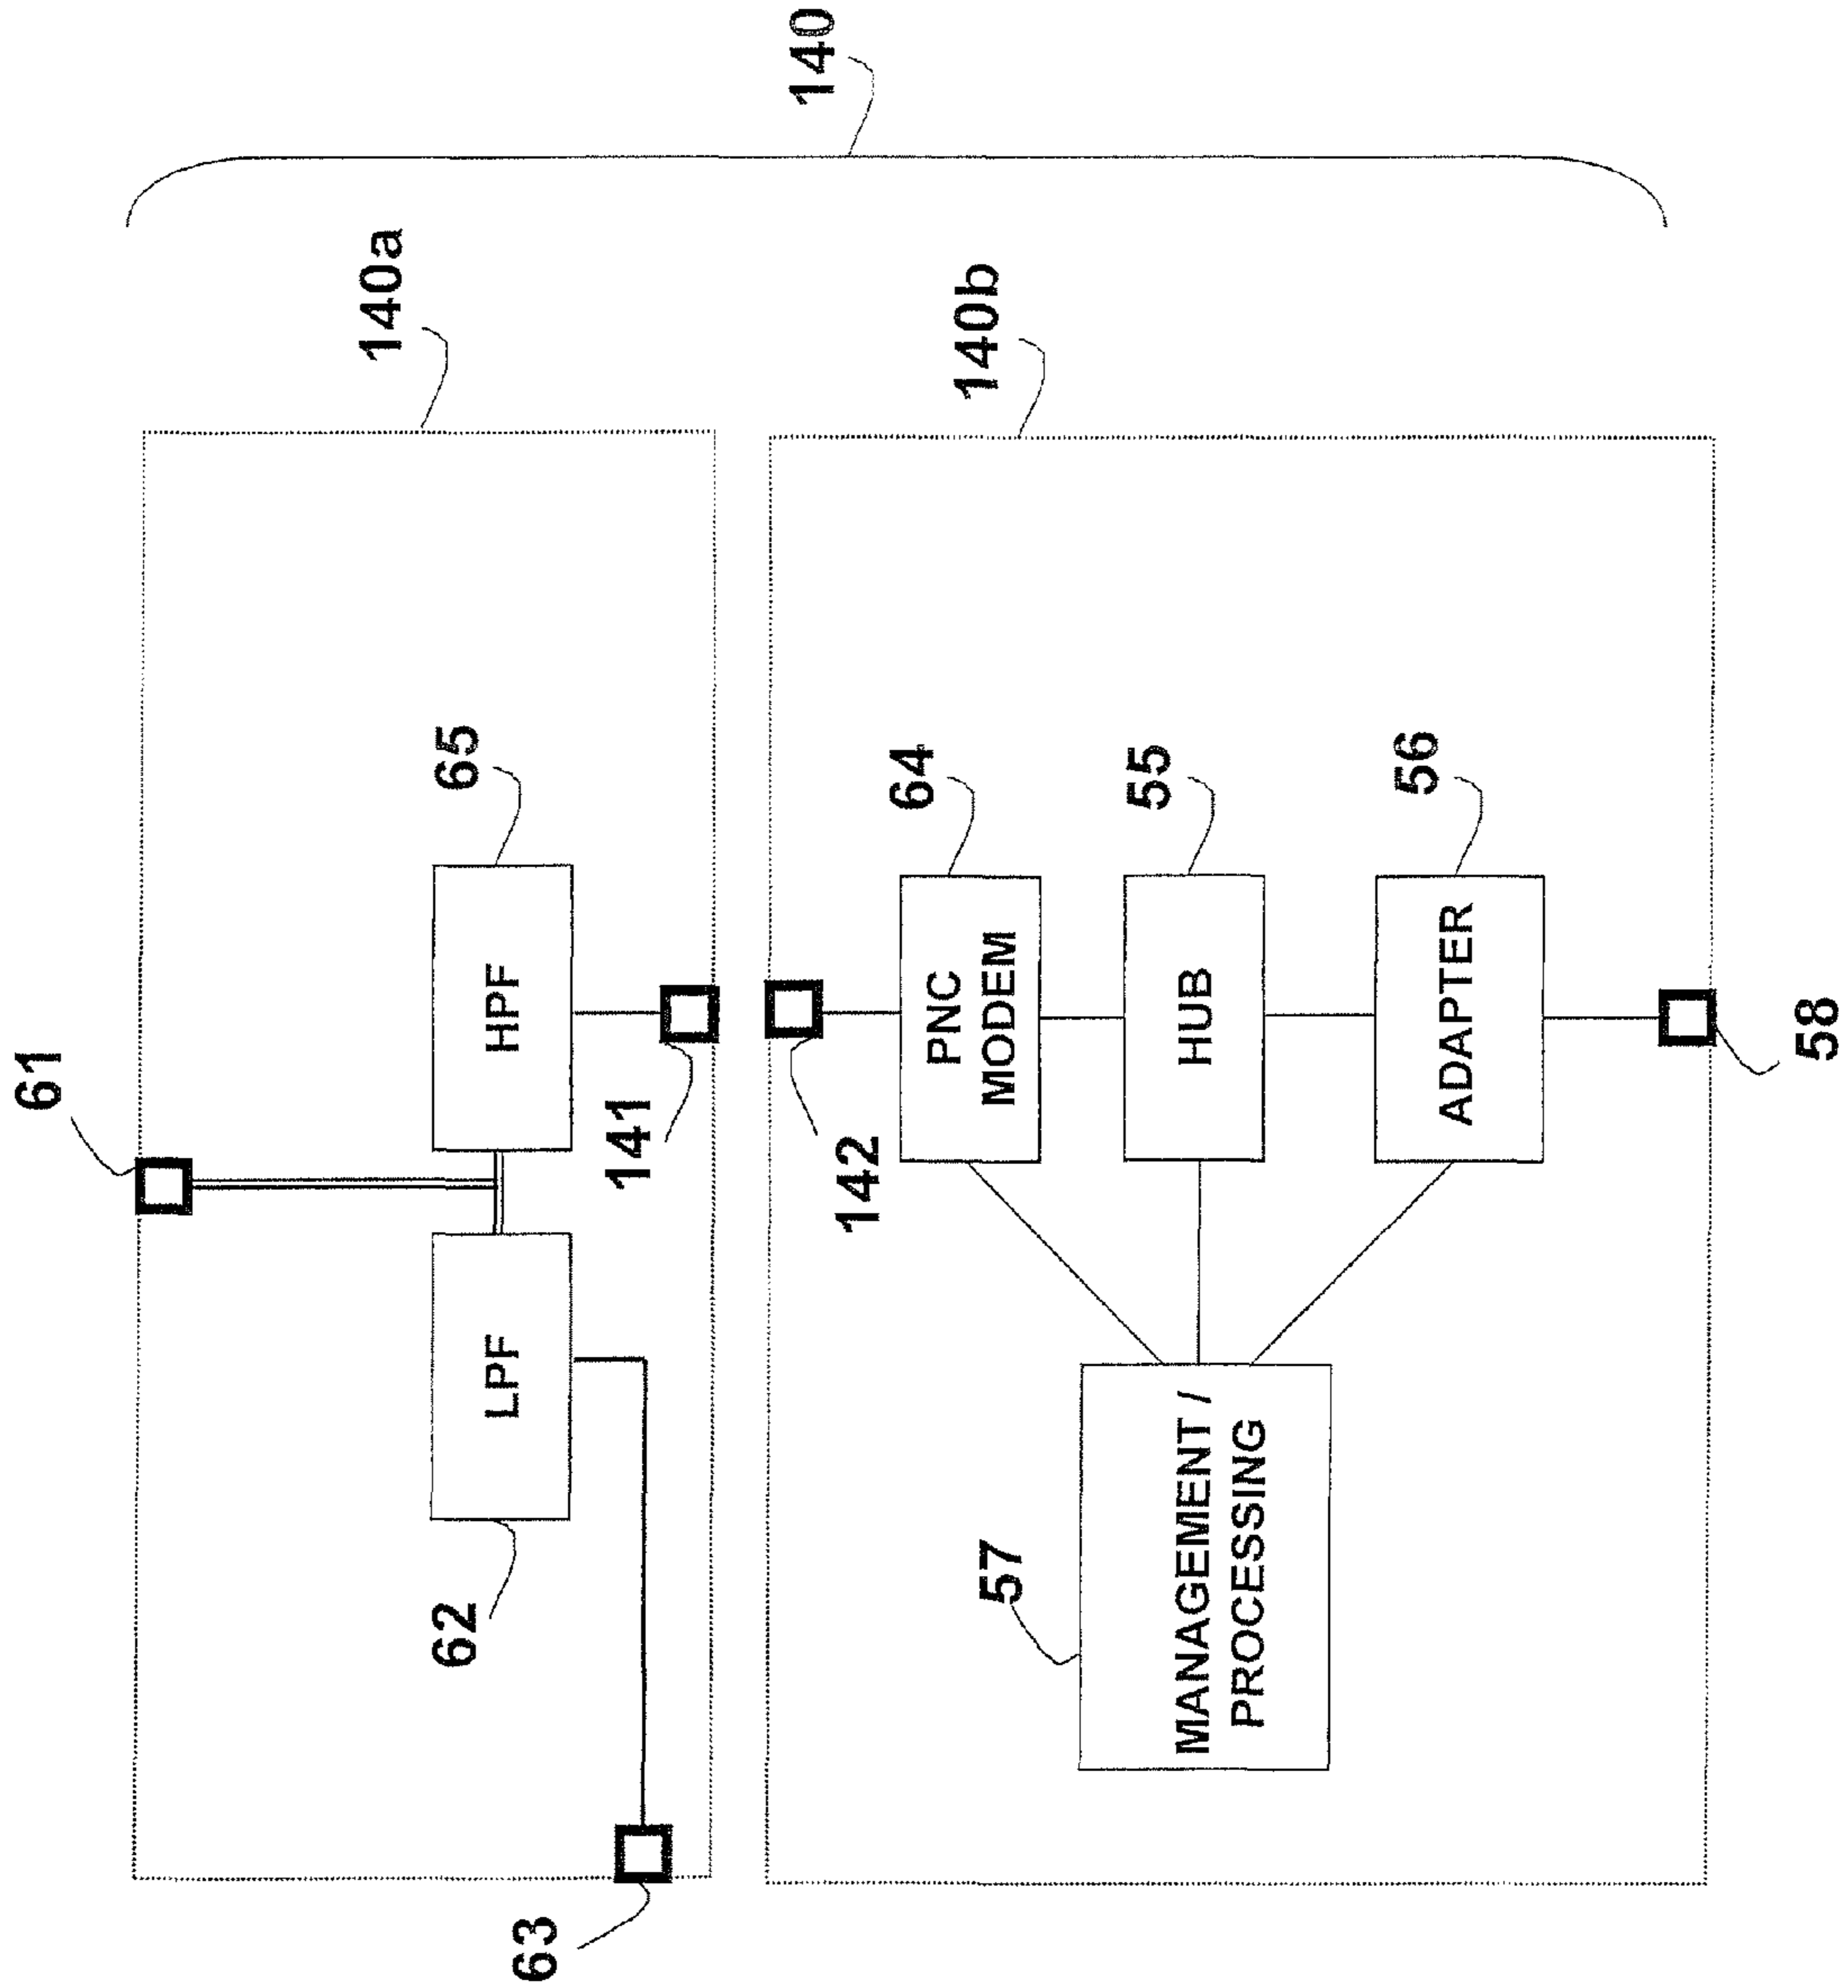 140
140a
140b
61
65
HPF
LPF
62
63
141
142
64
PNC
MODEM
55
HUB
56
ADAPTER
57
MANAGEMENT /
PROCESSING
58